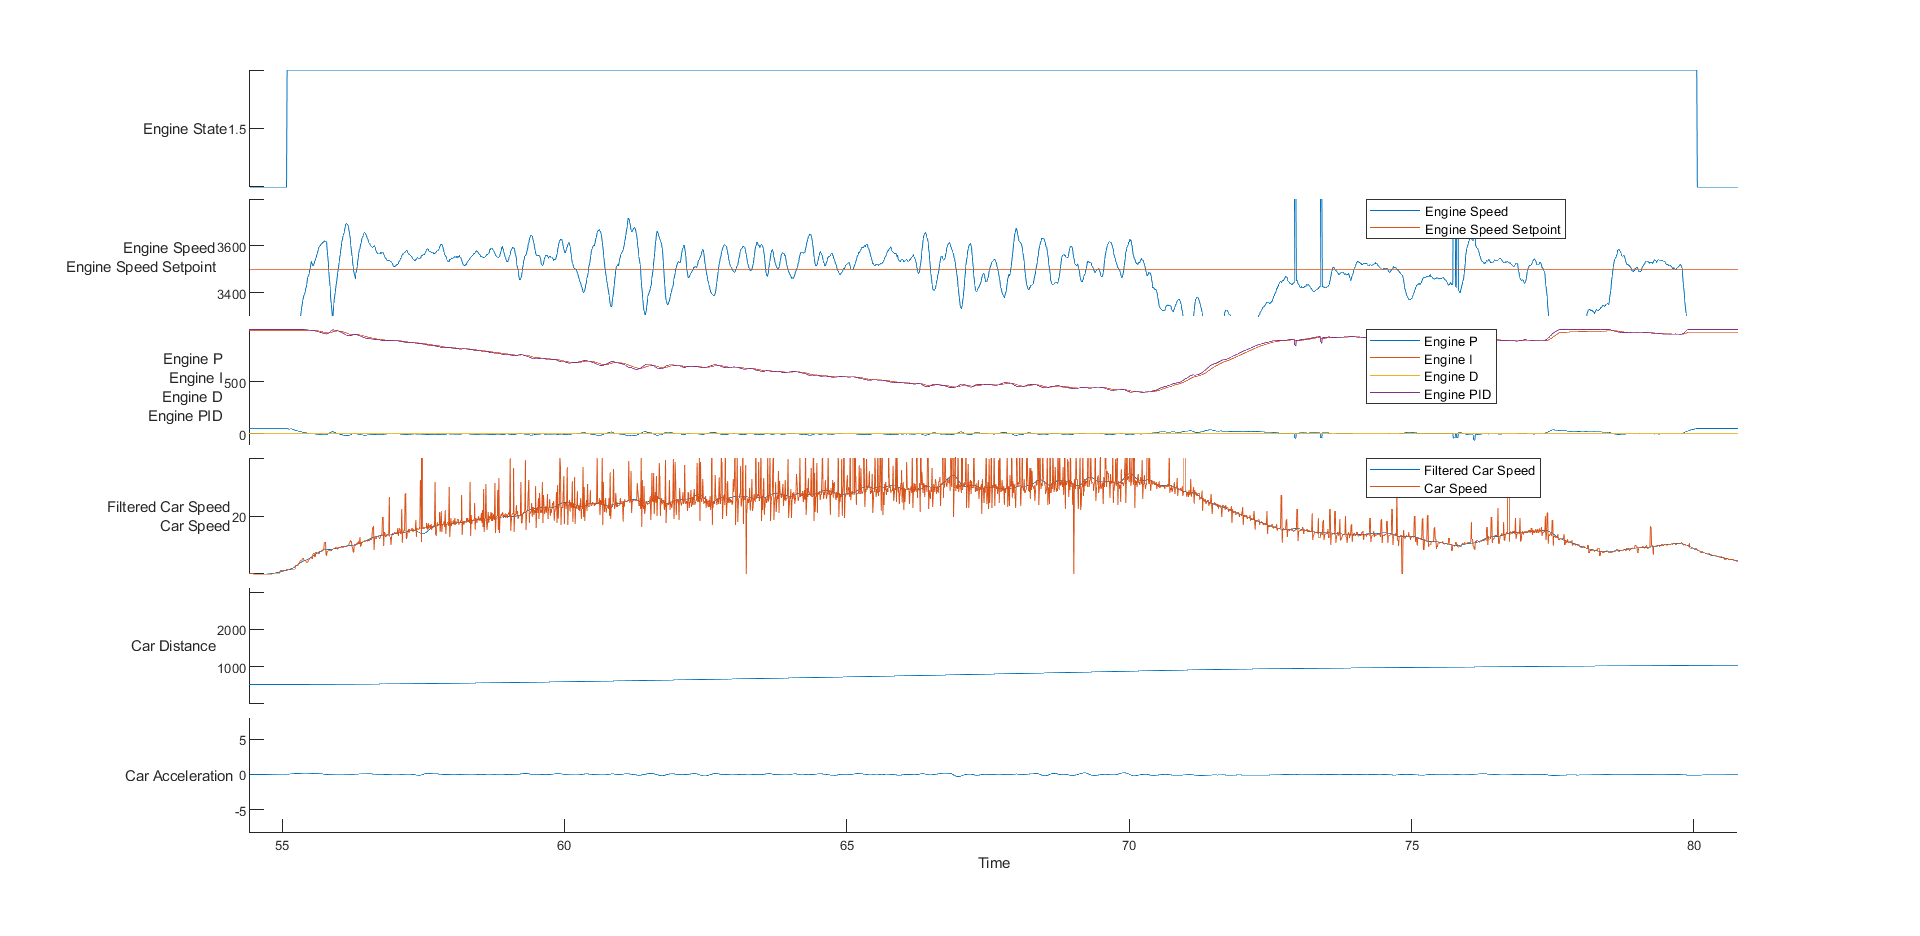 Engine State
1.5
Engine Speed
Engine Speed Setpoint
3600
3400
Engine Speed
Engine Speed Setpoint
Engine P
Engine I
Engine D
Engine PID
500
0
Engine P
Engine I
Engine D
Engine PID
Filtered Car Speed
Car Speed
20
Filtered Car Speed
Car Speed
Car Distance
2000
1000
Car Acceleration
5
0
-5
55 60 65 70 75 80
Time